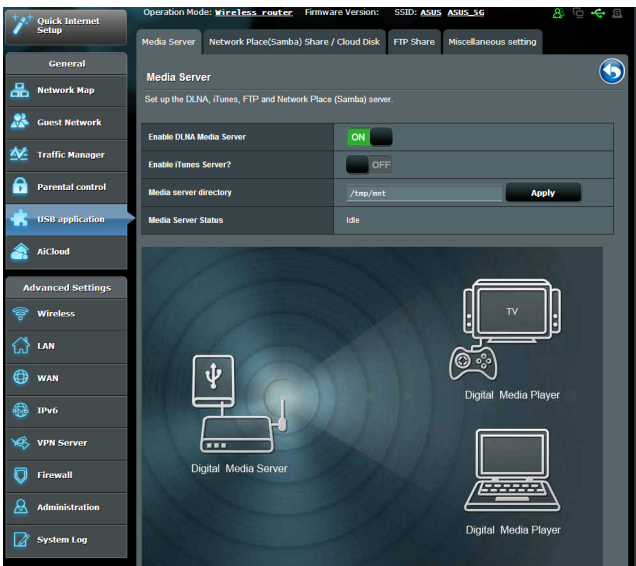 Quick Internet
Setup
Operation Mode: Wireless router Firmware Version: SSID: ASUS ASUS_5G
Media Server
Network Place(Samba) Share / Cloud Disk
FTP Share
Miscellaneous setting
General
Network Map
Guest Network
Traffic Manager
Parental control
USB application
AiCloud
Advanced Settings
Wireless
LAN
WAN
IPv6
VPN Server
Firewall
Administration
System Log
Media Server
Set up the DLNA, iTunes, FTP and Network Place (Samba) server.
Enable DLNA Media Server ON
Enable iTunes Server? OFF
Media server directory /tmp/mnt Apply
Media Server Status Idle
TV
Digital Media Player
Digital Media Server
Digital Media Player